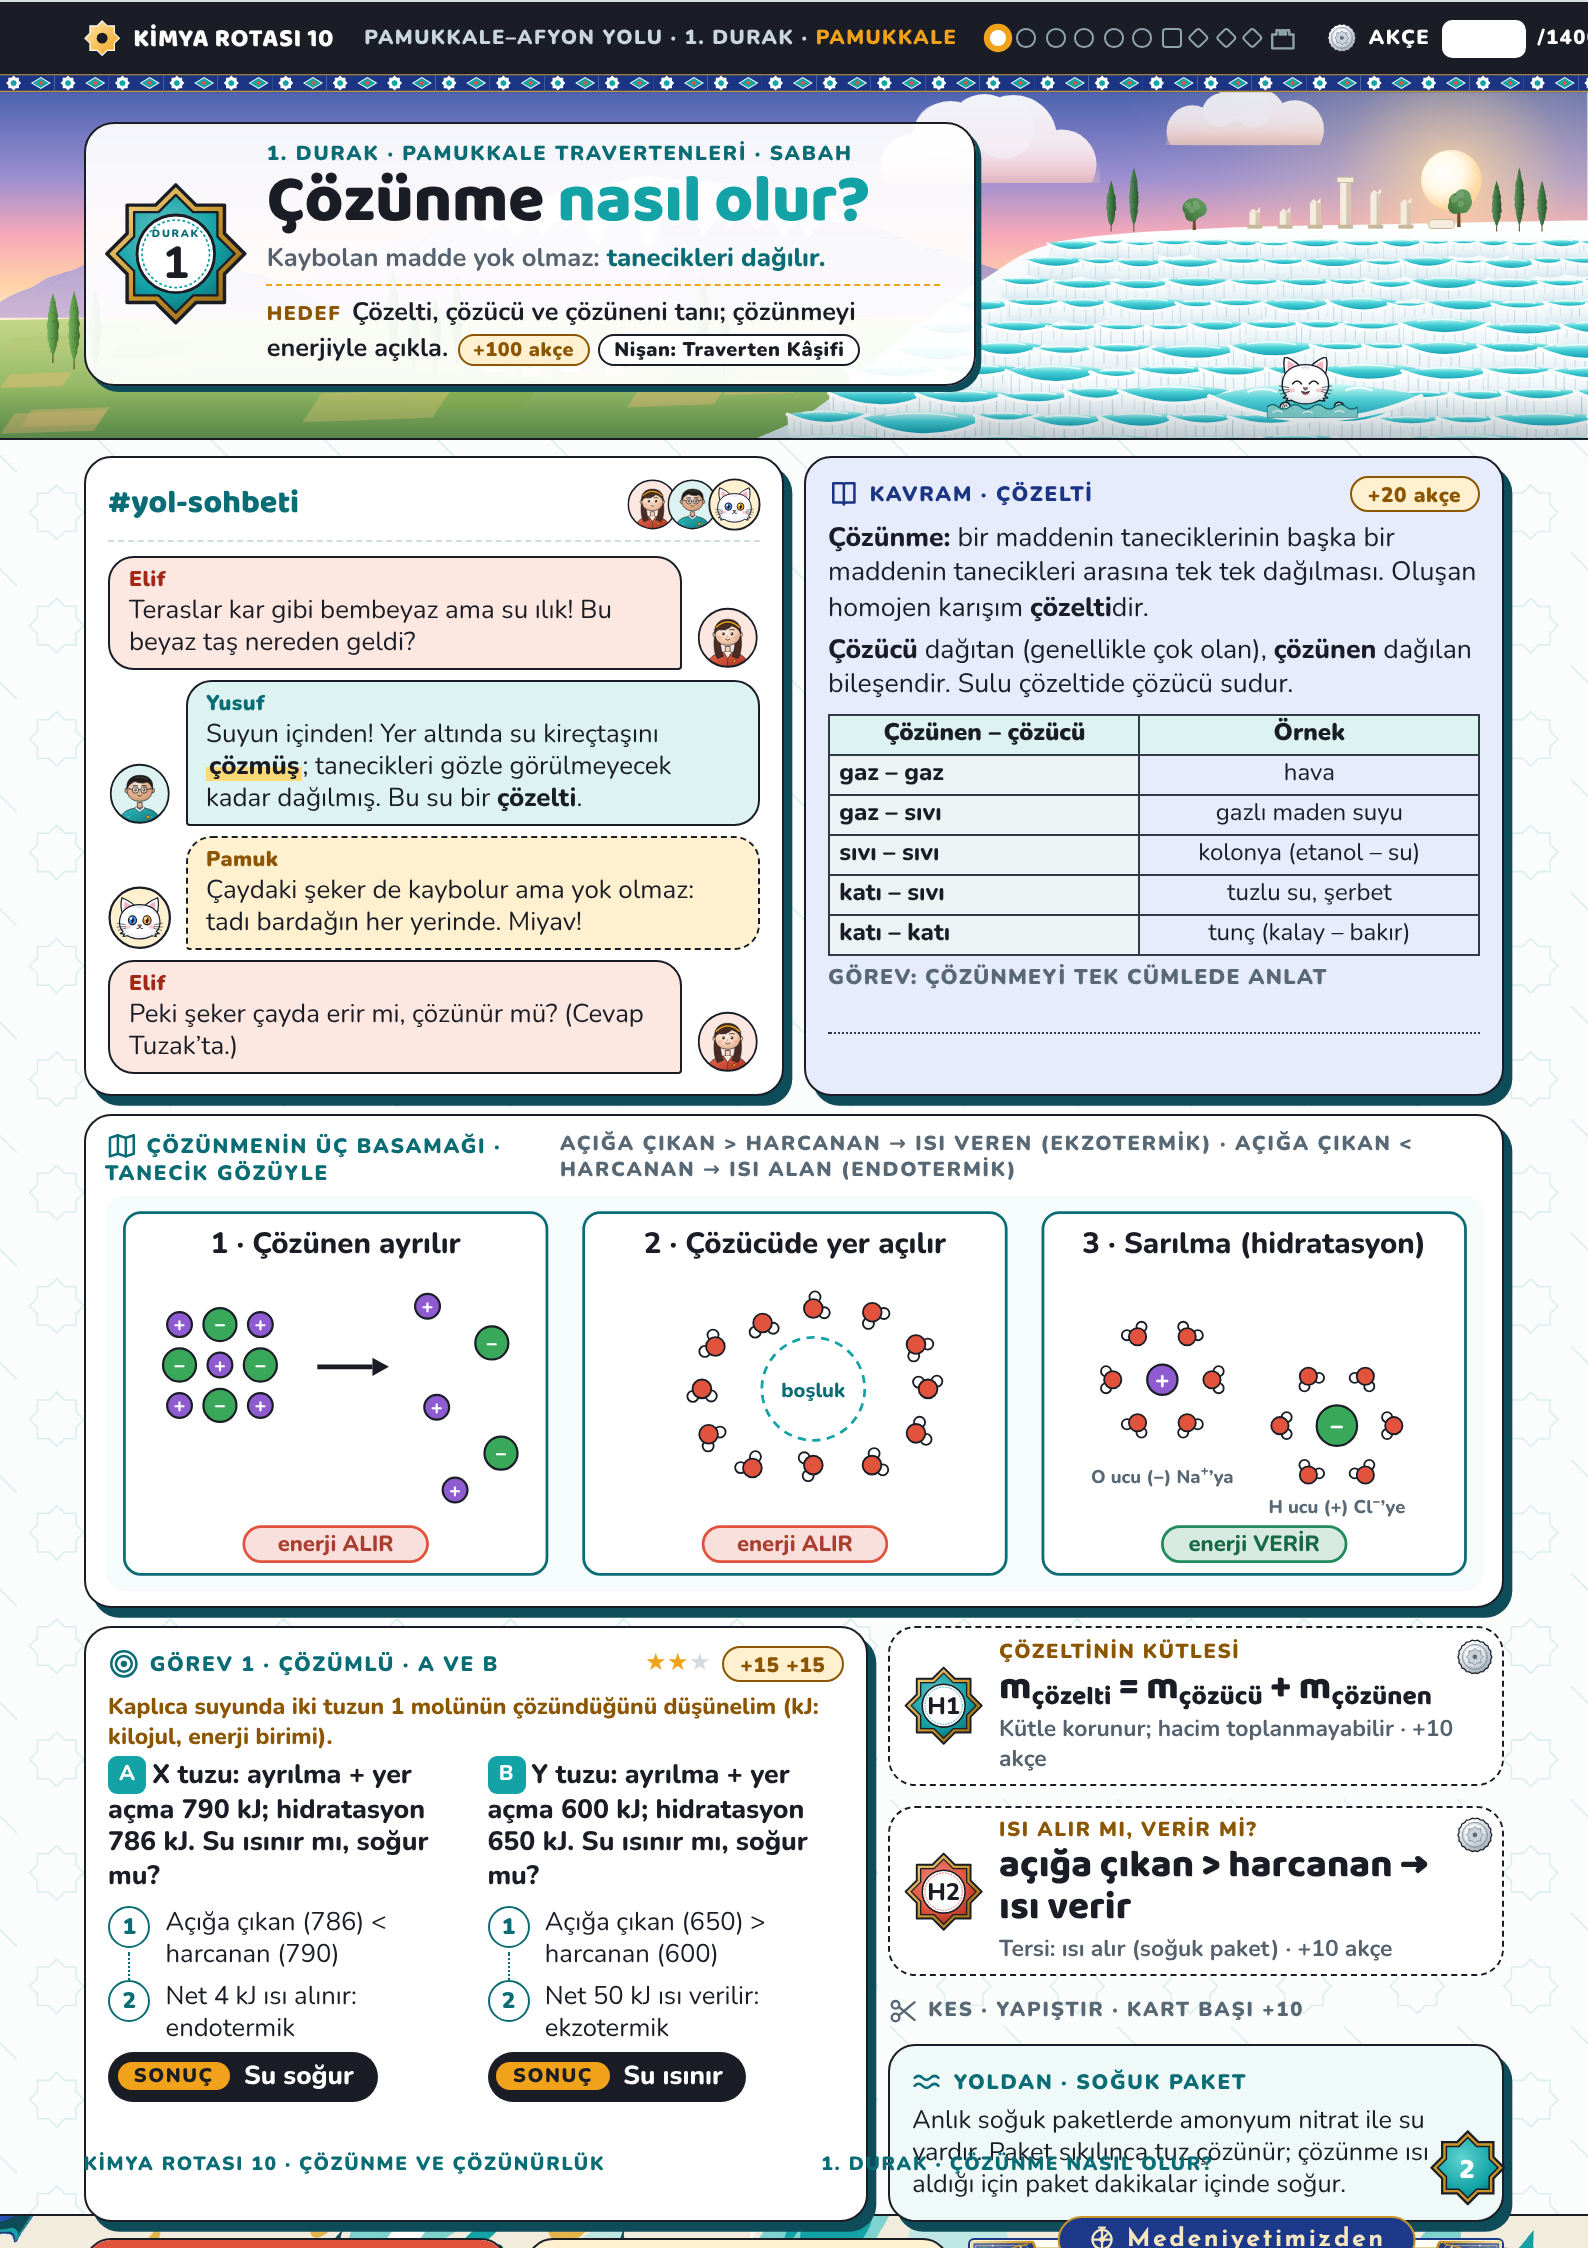 KİMYA ROTASI 10
PAMUKKALE–AFYON YOLU · 1. DURAK · PAMUKKALE
AKÇE
/140
1. DURAK · PAMUKKALE TRAVERTENLERİ · SABAH
Çözünme nasıl olur?
DURAK
1
Kaybolan madde yok olmaz: tanecikleri dağılır.
HEDEF Çözelti, çözücü ve çözüneni tanı; çözünmeyi
enerjiyle açıkla. +100 akçe Nişan: Traverten Kâşifi
#yol-sohbeti
Elif
Teraslar kar gibi bembeyaz ama su ılık! Bu
beyaz taş nereden geldi?
Yusuf
Suyun içinden! Yer altında su kireçtaşını
çözmüş; tanecikleri gözle görülmeyecek
kadar dağılmış. Bu su bir çözelti.
Pamuk
Çaydaki şeker de kaybolur ama yok olmaz:
tadı bardağın her yerinde. Miyav!
Elif
Peki şeker çayda erir mi, çözünür mü? (Cevap
Tuzak’ta.)
KAVRAM · ÇÖZELTİ
+20 akçe
Çözünme: bir maddenin taneciklerinin başka bir
maddenin tanecikleri arasına tek tek dağılması. Oluşan
homojen karışım çözeltidir.
Çözücü dağıtan (genellikle çok olan), çözünen dağılan
bileşendir. Sulu çözeltide çözücü sudur.
Çözünen – çözücü Örnek
gaz – gaz hava
gaz – sıvı gazlı maden suyu
sıvı – sıvı kolonya (etanol – su)
katı – sıvı tuzlu su, şerbet
katı – katı tunç (kalay – bakır)
GÖREV: ÇÖZÜNMEYİ TEK CÜMLEDE ANLAT
ÇÖZÜNMENİN ÜÇ BASAMAĞI ·
TANECİK GÖZÜYLE
AÇIĞA ÇIKAN > HARCANAN → ISI VEREN (EKZOTERMİK) · AÇIĞA ÇIKAN <
HARCANAN → ISI ALAN (ENDOTERMİK)
1 · Çözünen ayrılır
+ − + + −
− + −
+ − + + − +
enerji ALIR
2 · Çözücüde yer açılır
boşluk
enerji ALIR
3 · Sarılma (hidratasyon)
+
−
O ucu (−) Na⁺’ya
H ucu (+) Cl⁻’ye
enerji VERİR
GÖREV 1 · ÇÖZÜMLÜ · A VE B
+15 +15
Kaplıca suyunda iki tuzun 1 molünün çözündüğünü düşünelim (kJ:
kilojul, enerji birimi).
A X tuzu: ayrılma + yer
açma 790 kJ; hidratasyon
786 kJ. Su ısınır mı, soğur
mu?
1 Açığa çıkan (786) <
harcanan (790)
2 Net 4 kJ ısı alınır:
endotermik
SONUÇ Su soğur
B Y tuzu: ayrılma + yer
açma 600 kJ; hidratasyon
650 kJ. Su ısınır mı, soğur
mu?
1 Açığa çıkan (650) >
harcanan (600)
2 Net 50 kJ ısı verilir:
ekzotermik
SONUÇ Su ısınır
H1
ÇÖZELTİNİN KÜTLESİ
mçözelti = mçözücü + mçözünen
Kütle korunur; hacim toplanmayabilir · +10
akçe
H2
ISI ALIR MI, VERİR Mİ?
açığa çıkan > harcanan →
ısı verir
Tersi: ısı alır (soğuk paket) · +10 akçe
KES · YAPIŞTIR · KART BAŞI +10
YOLDAN · SOĞUK PAKET
Anlık soğuk paketlerde amonyum nitrat ile su
vardır. Paket sıkılınca tuz çözünür; çözünme ısı
aldığı için paket dakikalar içinde soğur.
KİMYA ROTASI 10 · ÇÖZÜNME VE ÇÖZÜNÜRLÜK
1. DURAK · ÇÖZÜNME NASIL OLUR?
2
Medeniyetimizden